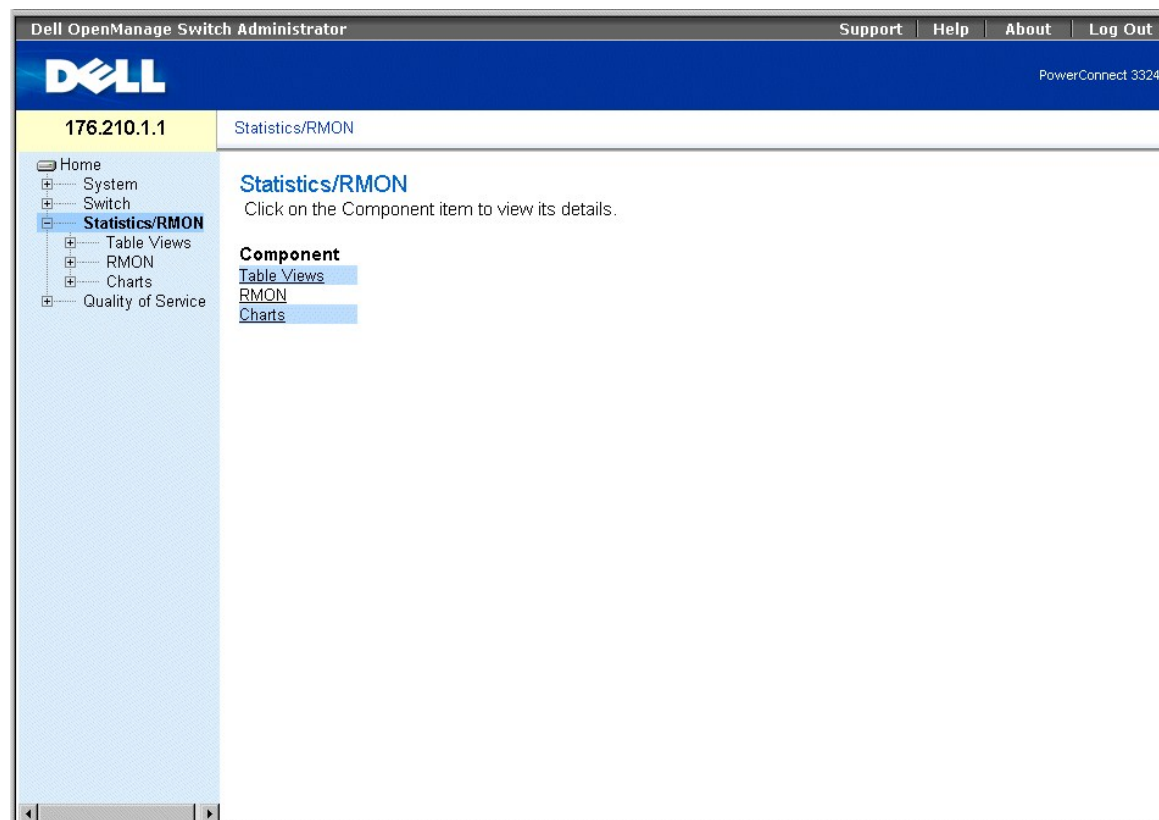 Dell OpenManage Switch Administrator
Support | Help | About | Log Out
DELL
PowerConnect 3324
176.210.1.1
Statistics/RMON
Home
System
Switch
Statistics/RMON
Table Views
RMON
Charts
Quality of Service
Statistics/RMON
Click on the Component item to view its details.
Component
Table Views
RMON
Charts